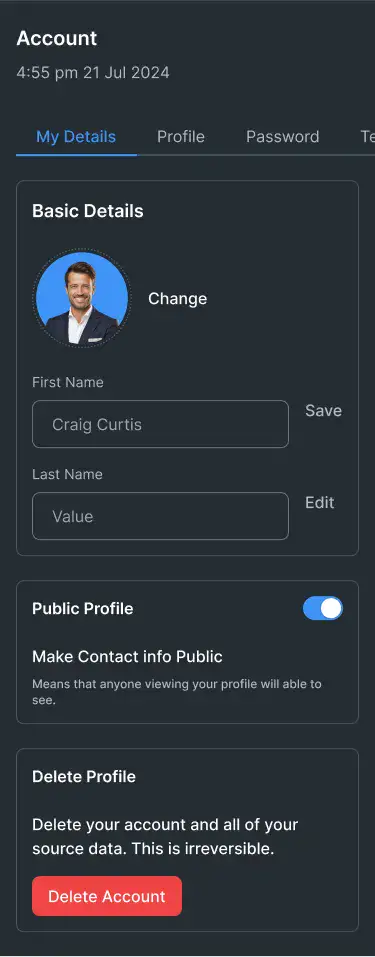 Account
4:55 pm 21 Jul 2024
My Details Profile Password Te
Basic Details
Change
First Name
Craig Curtis
Save
Last Name
Value
Edit
Public Profile
Make Contact info Public
Means that anyone viewing your profile will able to
see.
Delete Profile
Delete your account and all of your
source data. This is irreversible.
Delete Account